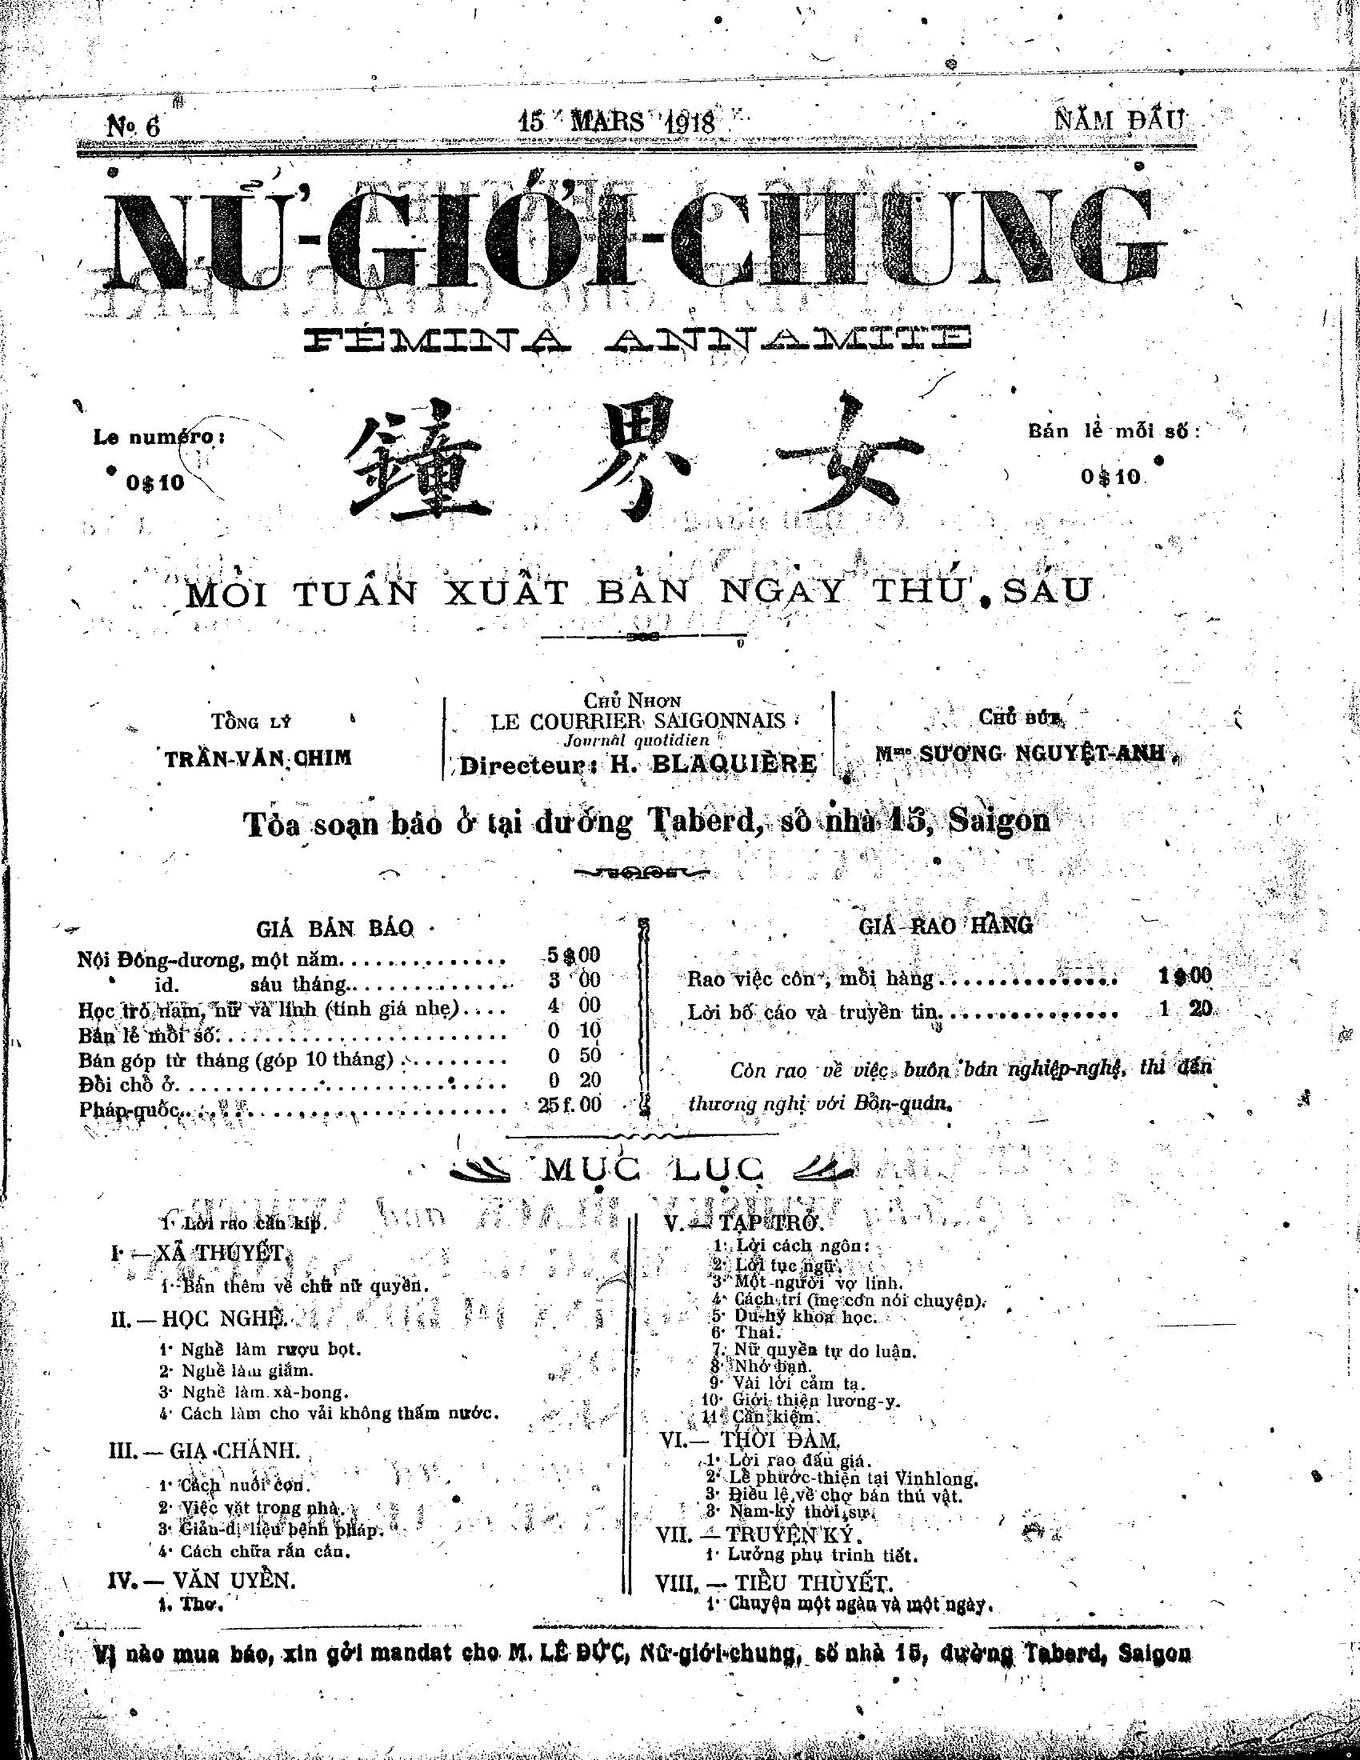 No 6
15 MARS 1918
NĂM ĐẦU
NỮ-GIỚI-CHUNG
FÉMINA ANNAMITE
Le numéro:
0$10
鐘 界 女
Bán lẻ mỗi số:
0$10
MỖI TUẦN XUẤT BẢN NGÀY THỨ SÁU
TỔNG LÝ
TRẦN-VĂN CHIM
CHỦ NHƠN
LE COURRIER SAIGONNAIS
Journal quotidien
Directeur: H. BLAQUIÈRE
CHỦ BÚT
Mme SƯƠNG NGUYỆT-ANH
Tòa soạn báo ở tại đường Taberd, số nhà 15, Saigon
GIÁ BÁN BÁO
Nội Đông-dương, một năm............... 5$00
id. sáu tháng............... 3 00
Học trò nam, nữ và lính (tính giá nhẹ).... 4 00
Bán lẻ mỗi số........................ 0 10
Bán góp từ tháng (góp 10 tháng)........ 0 50
Đổi chỗ ở............................. 0 20
Pháp-quốc............................. 25f.00
GIÁ RAO HÀNG
Rao việc côn, mỗi hàng............... 1$00
Lời bố cáo và truyền tin............... 1 20
Còn rao về việc buôn bán nghiệp-nghệ, thì đến
thương nghị với Bổn-quán.
MỤC LỤC
1· Lời rao cần kíp.
I· — XÃ THUYẾT.
1· Bàn thêm về chữ nữ quyền.
II. — HỌC NGHỆ.
1· Nghề làm rượu bọt.
2· Nghề làm giấm.
3· Nghề làm xà-bong.
4· Cách làm cho vải không thấm nước.
III. — GIA CHÁNH.
1· Cách nuôi con.
2· Việc vặt trong nhà.
3· Giản-dị liệu bệnh pháp.
4· Cách chữa rắn cắn.
IV. — VĂN UYỂN.
1. Thơ.
V. — TẠP TRỞ.
1· Lời cách ngôn:
2· Lời tục ngữ.
3· Một người vợ lính.
4· Cách trí (mẹ con nói chuyện).
5· Du-hý khoa học.
6· Thai.
7· Nữ quyền tự do luận.
8· Nhớ bạn.
9· Vài lời cảm tạ.
10· Giới thiện lương-y.
11· Cần kiệm.
VI. — THỜI ĐÀM.
1· Lời rao đấu giá.
2· Lễ phước-thiện tại Vinhlong.
3· Điều lệ về chợ bán thú vật.
3· Nam-kỳ thời sự.
VII. — TRUYỆN KÝ.
1· Lưỡng phụ trinh tiết.
VIII. — TIỂU THUYẾT.
1· Chuyện một ngàn và một ngày.
Vị nào mua báo, xin gởi mandat cho M. LÊ ĐỨC, Nữ-giới-chung, số nhà 15, đường Taberd, Saigon